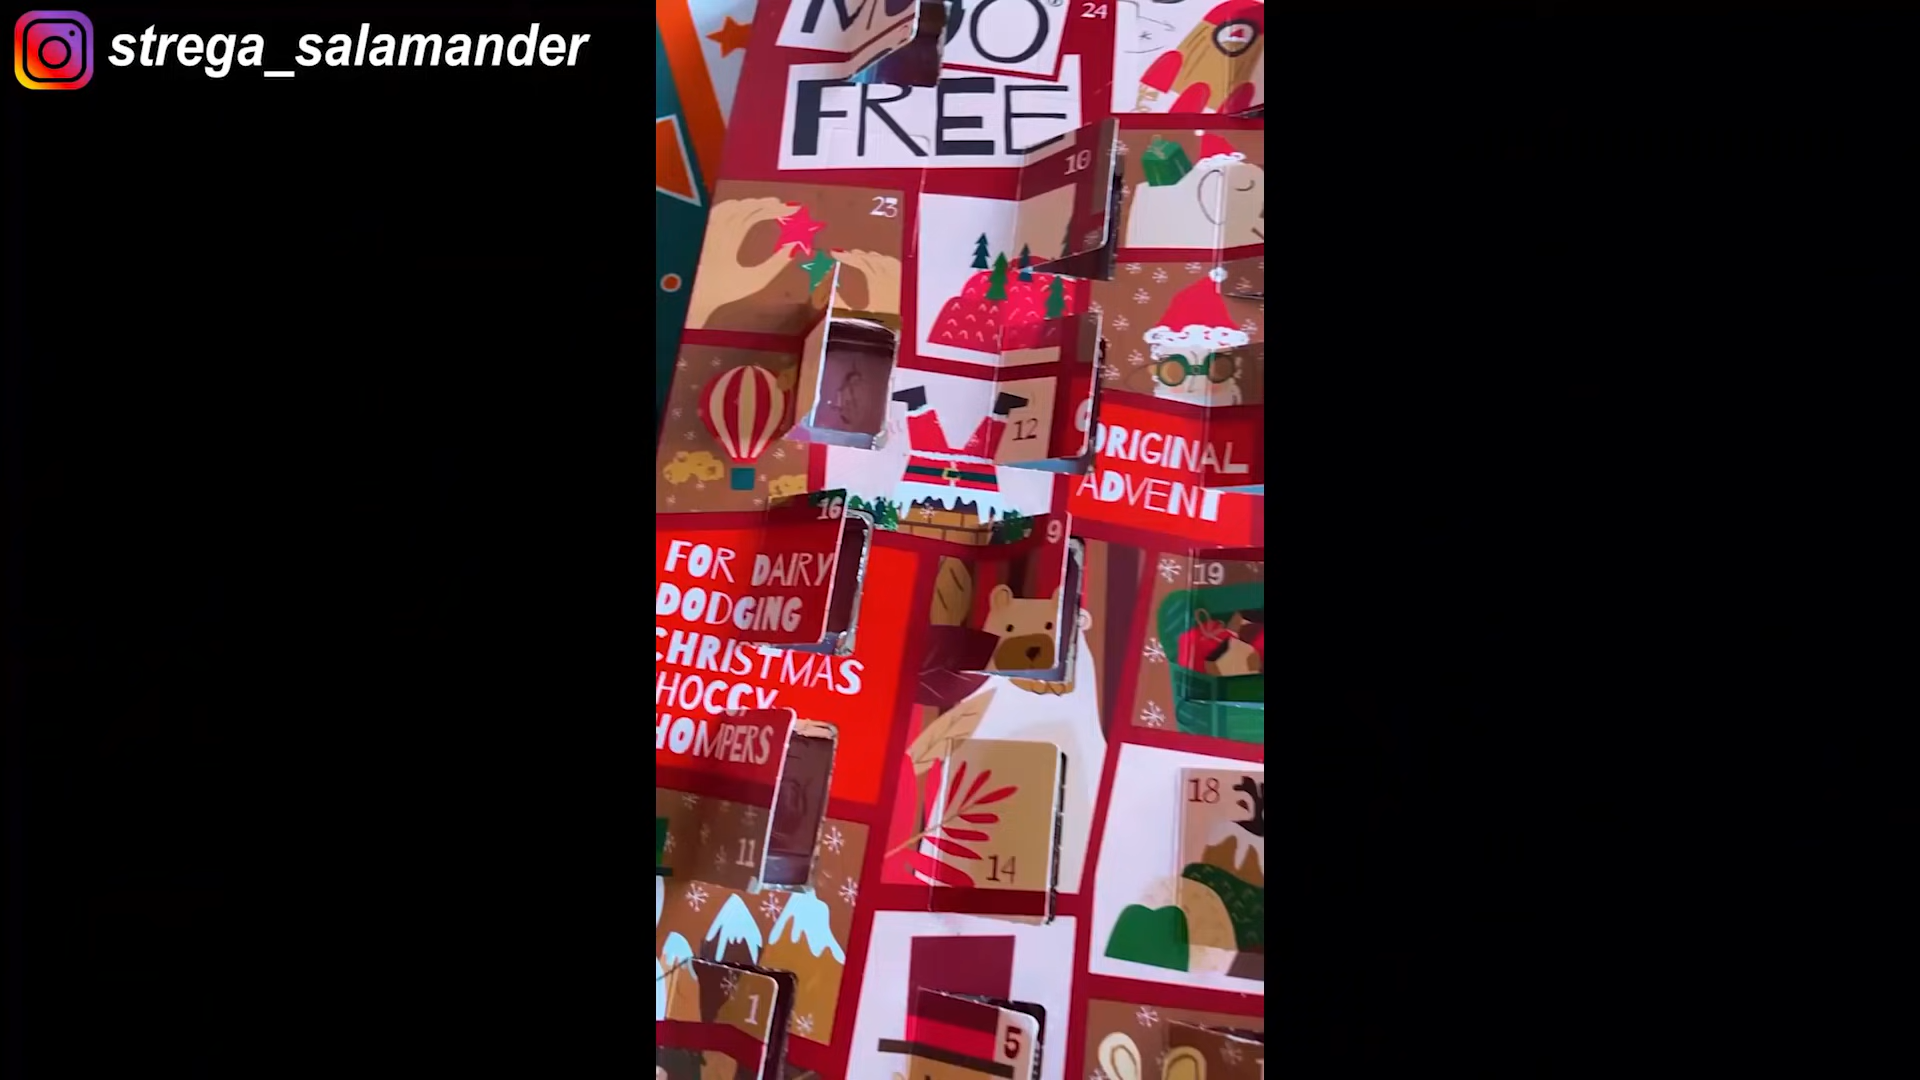 strega_salamander
24
FREE
10
23
12
ORIGINAL
ADVENT
16
9
FOR DAIRY
DODGING
CHRISTMAS
19
11
18
14
1
5